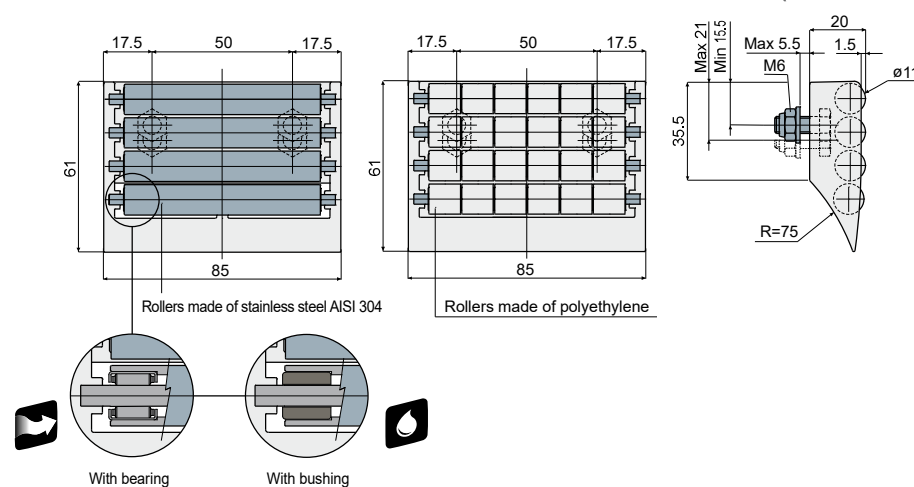 17.5
50
17.5
61
85
Rollers made of stainless steel AISI 304
17.5
50
17.5
61
85
Rollers made of polyethylene
20
Max 21
Min 15.5
Max 5.5
1.5
M6
ø11
35.5
R=75
With bearing
With bushing